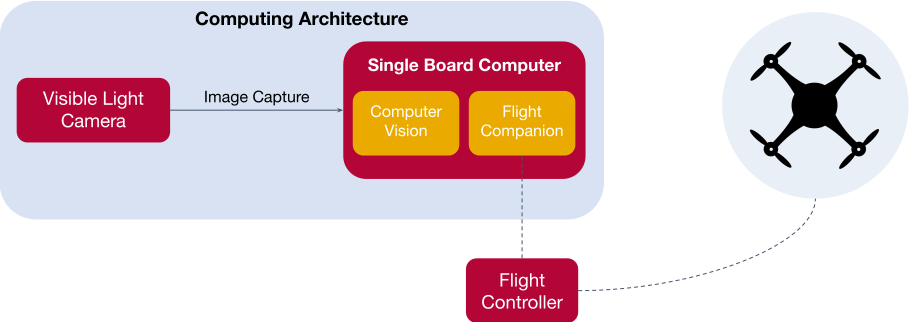 Computing Architecture
Single Board Computer
Visible Light
Camera
Image Capture
Computer
Vision
Flight
Companion
Flight
Controller